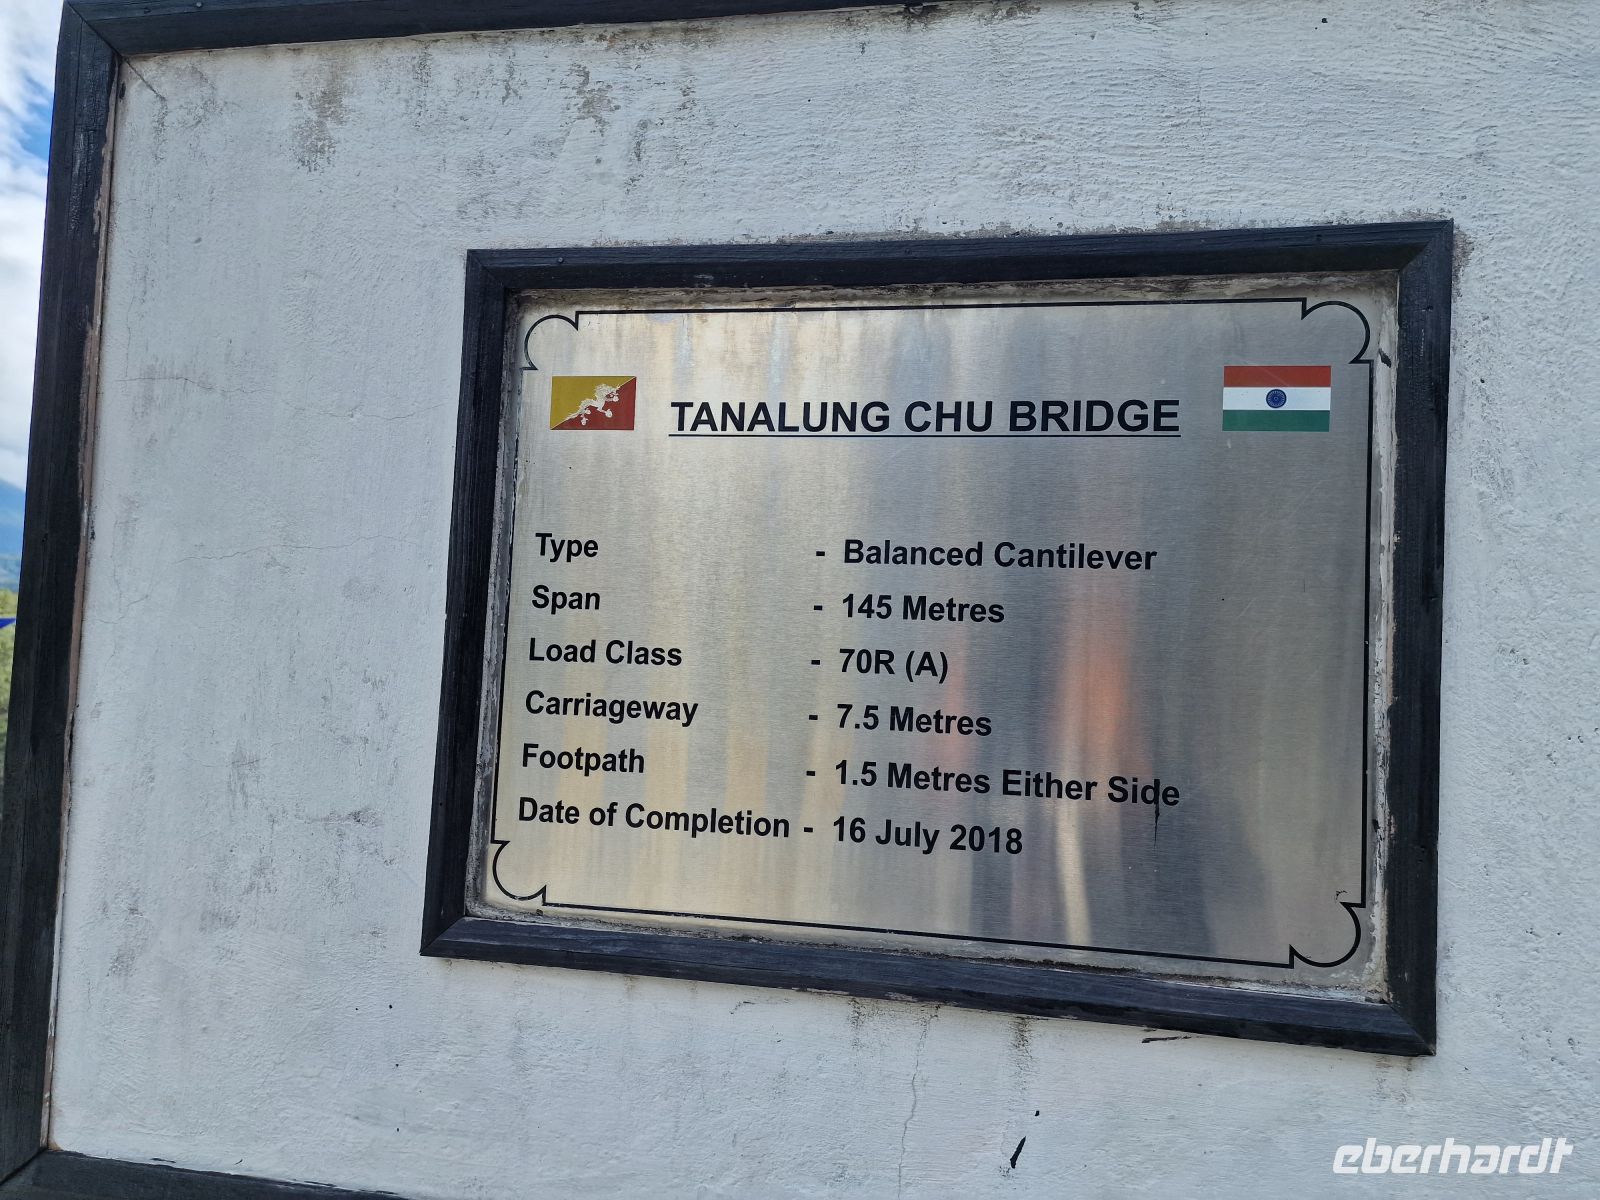 TANALUNG CHU BRIDGE
Type - Balanced Cantilever
Span - 145 Metres
Load Class - 70R (A)
Carriageway - 7.5 Metres
Footpath - 1.5 Metres Either Side
Date of Completion - 16 July 2018
eberhardt